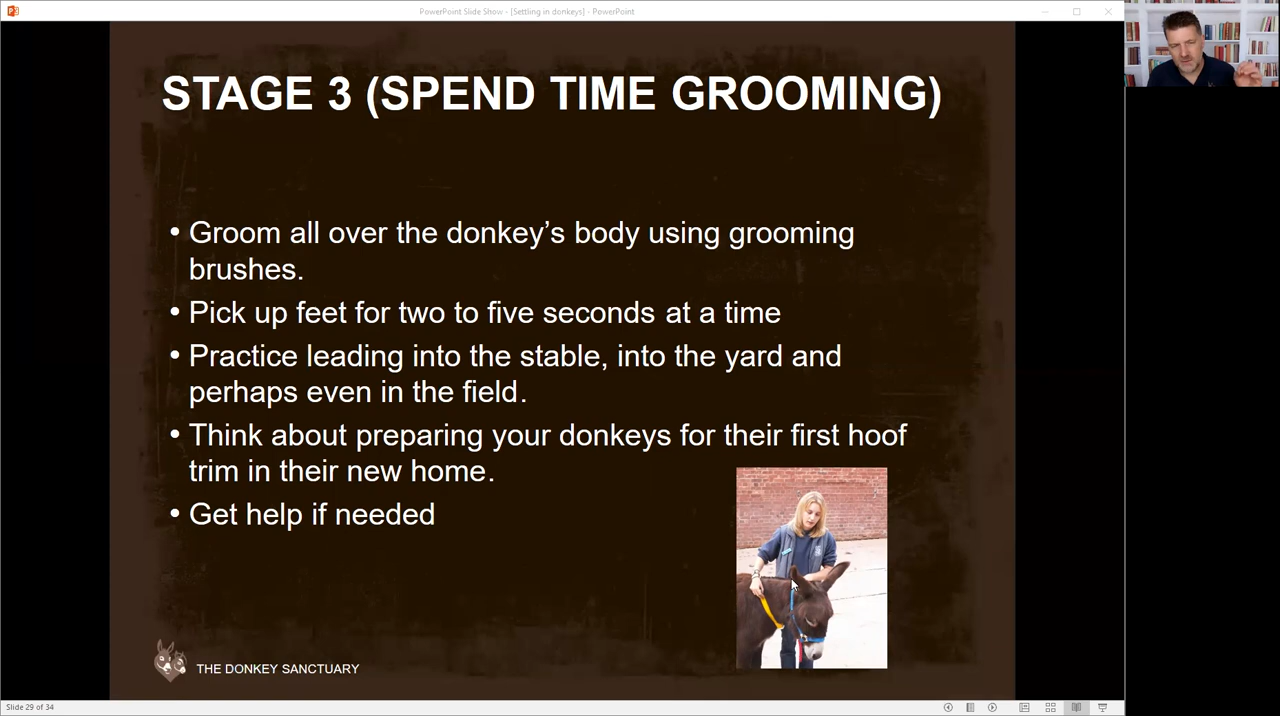 PowerPoint Slide Show - [Settling in donkeys] - PowerPoint
STAGE 3 (SPEND TIME GROOMING)
• Groom all over the donkey’s body using grooming
brushes.
• Pick up feet for two to five seconds at a time
• Practice leading into the stable, into the yard and
perhaps even in the field.
• Think about preparing your donkeys for their first hoof
trim in their new home.
• Get help if needed
THE DONKEY SANCTUARY
Slide 29 of 34